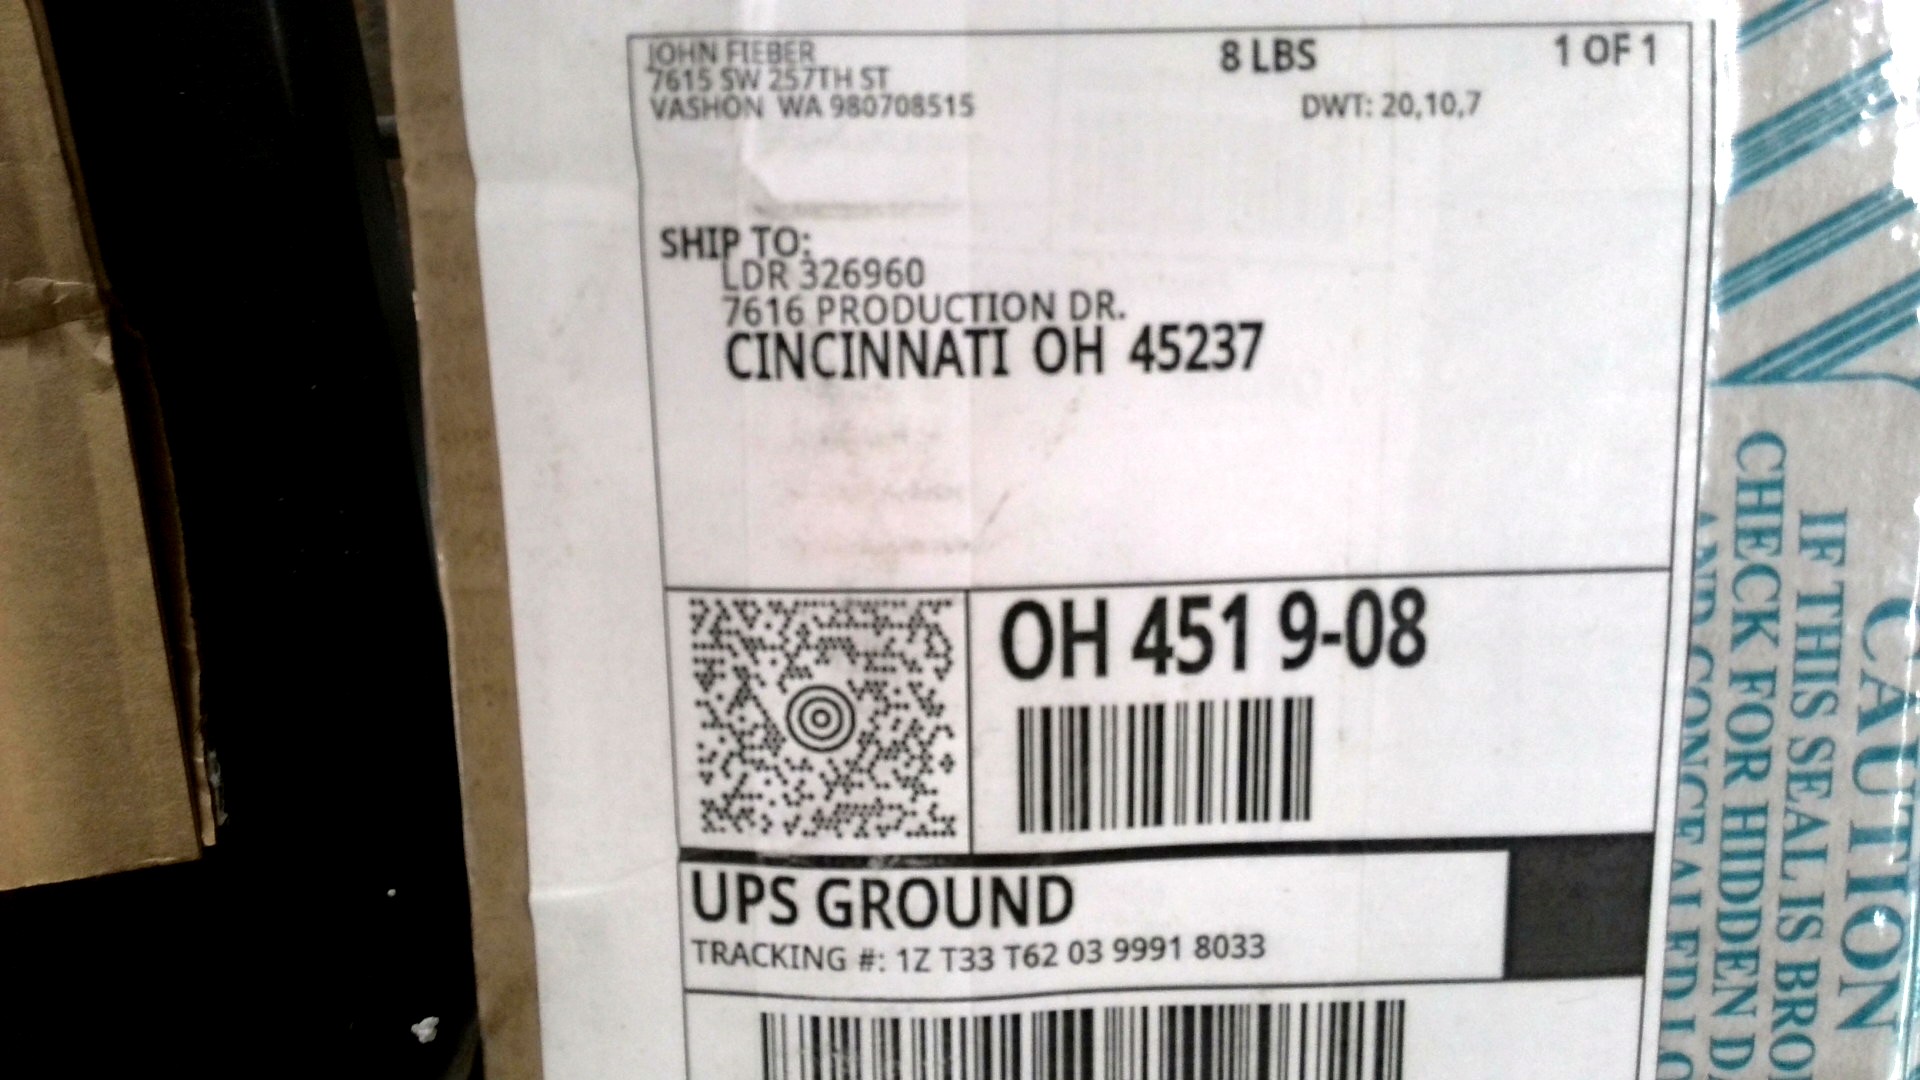 JOHN FIEBER
7615 SW 257TH ST
VASHON WA 980708515
8 LBS
1 OF 1
DWT: 20,10,7
SHIP TO:
LDR 326960
7616 PRODUCTION DR.
CINCINNATI OH 45237
OH 451 9-08
UPS GROUND
TRACKING #: 1Z T33 T62 03 9991 8033
CAUTION
IF THIS SEAL IS
CHECK FOR HIDDEN
AND CONCEALED